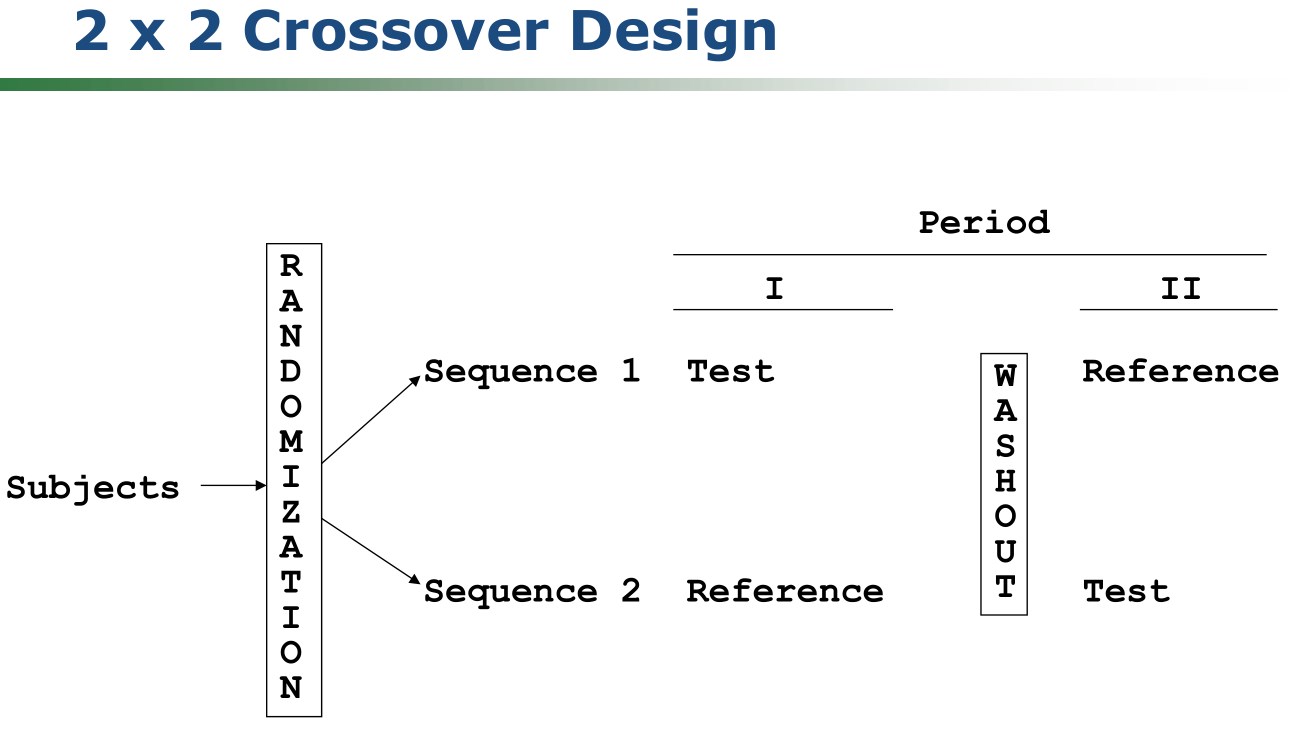 2 x 2 Crossover Design
Period
I II
Subjects
RANDOMIZATION
Sequence 1 Test Reference
WASHOUT
Sequence 2 Reference Test